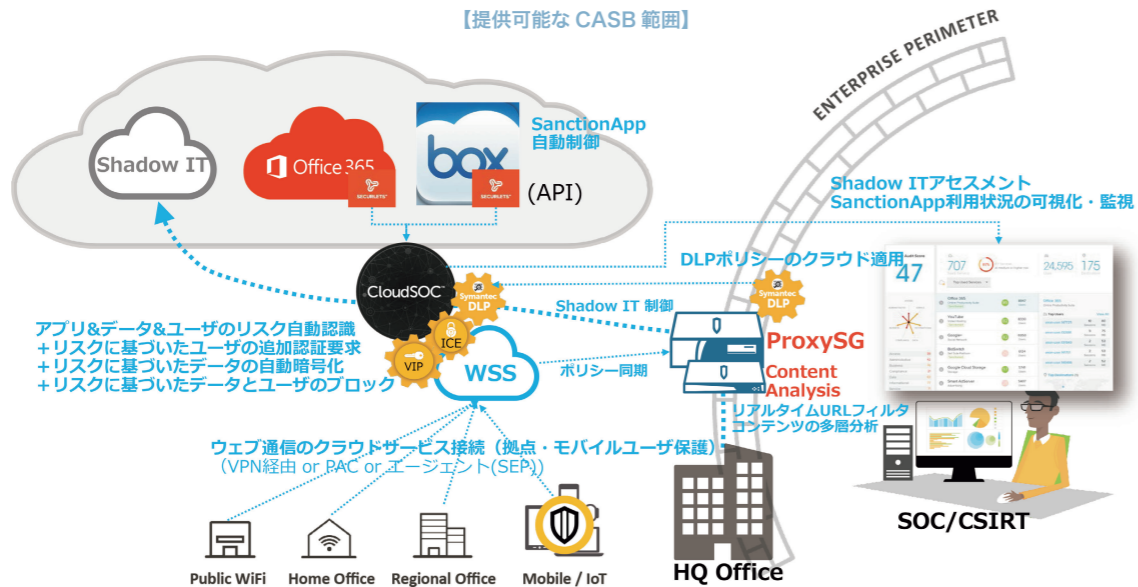 【提供可能な CASB 範囲】
ENTERPRISE PERIMETER
Shadow IT
Office 365
SECURLETS
box
SECURLETS
(API)
SanctionApp
自動制御
Shadow ITアセスメント
SanctionApp利用状況の可視化・監視
CloudSOC
Symantec
DLP
DLPポリシーのクラウド適用
Symantec
DLP
Shadow IT 制御
アプリ&データ&ユーザのリスク自動認識
+リスクに基づいたユーザの追加認証要求
+リスクに基づいたデータの自動暗号化
+リスクに基づいたデータとユーザのブロック
ICE
VIP
WSS
ポリシー同期
ProxySG
Content
Analysis
リアルタイムURLフィルタ
コンテンツの多層分析
47
707
24,595
175
Office 365
YouTube
Google+
Google Cloud Storage
ウェブ通信のクラウドサービス接続（拠点・モバイルユーザ保護）
（VPN経由 or PAC or エージェント(SEP))
Public WiFi
Home Office
Regional Office
Mobile / IoT
HQ Office
SOC/CSIRT